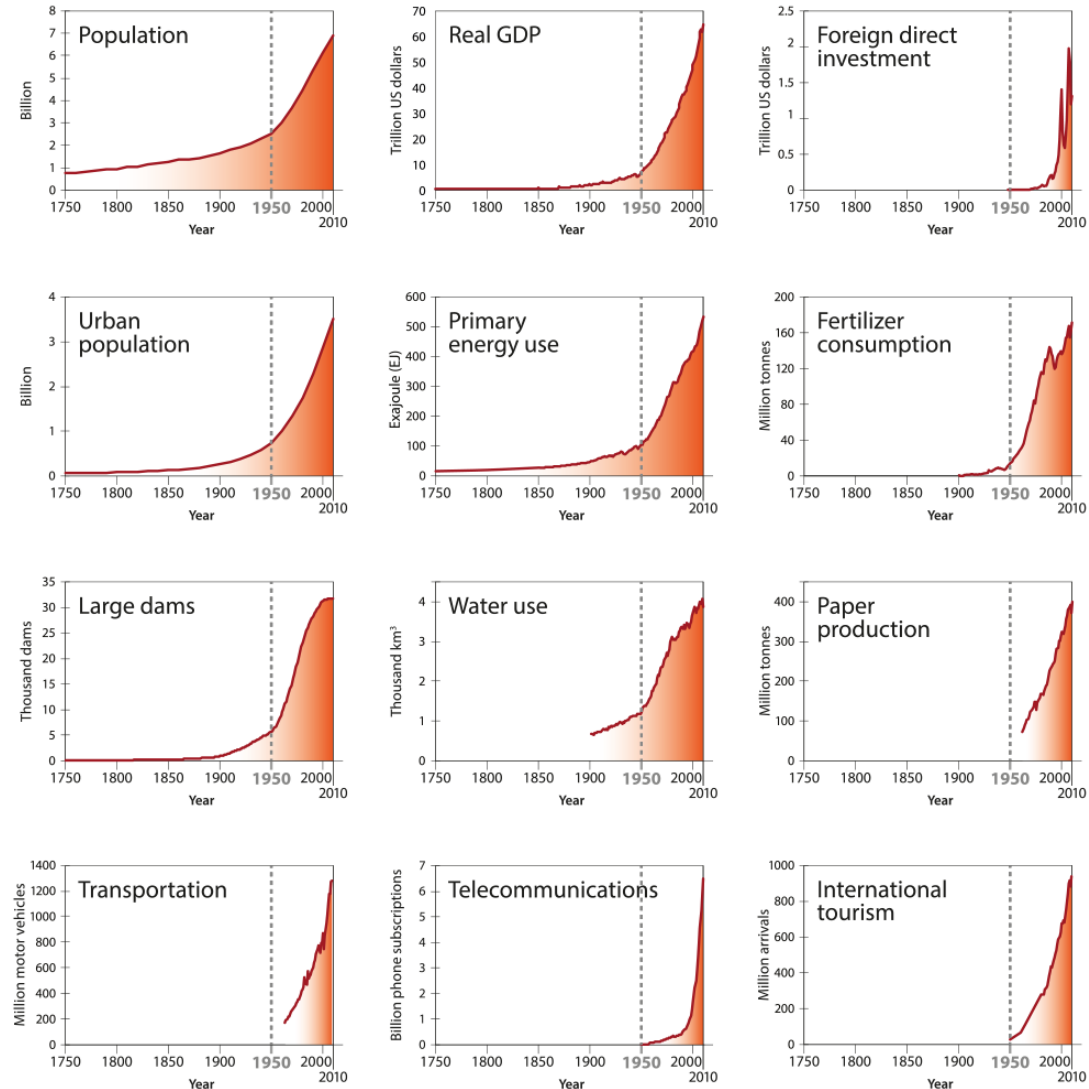 Population
Billion
8
7
6
5
4
3
2
1
0
1750 1800 1850 1900 1950 2000
2010
Year
Real GDP
Trillion US dollars
70
60
50
40
30
20
10
0
1750 1800 1850 1900 1950 2000
2010
Year
Foreign direct
investment
Trillion US dollars
2.5
2
1.5
1
0.5
0
1750 1800 1850 1900 1950 2000
2010
Year
Urban
population
Billion
4
3
2
1
0
1750 1800 1850 1900 1950 2000
2010
Year
Primary
energy use
Exajoule (EJ)
600
500
400
300
200
100
0
1750 1800 1850 1900 1950 2000
2010
Year
Fertilizer
consumption
Million tonnes
200
160
120
80
40
0
1750 1800 1850 1900 1950 2000
2010
Year
Large dams
Thousand dams
35
30
25
20
15
10
5
0
1750 1800 1850 1900 1950 2000
2010
Year
Water use
Thousand km³
4
3
2
1
0
1750 1800 1850 1900 1950 2000
2010
Year
Paper
production
Million tonnes
400
300
200
100
0
1750 1800 1850 1900 1950 2000
2010
Year
Transportation
Million motor vehicles
1400
1200
1000
800
600
400
200
0
1750 1800 1850 1900 1950 2000
2010
Year
Telecommunications
Billion phone subscriptions
7
6
5
4
3
2
1
0
1750 1800 1850 1900 1950 2000
2010
Year
International
tourism
Million arrivals
1000
800
600
400
200
0
1750 1800 1850 1900 1950 2000
2010
Year